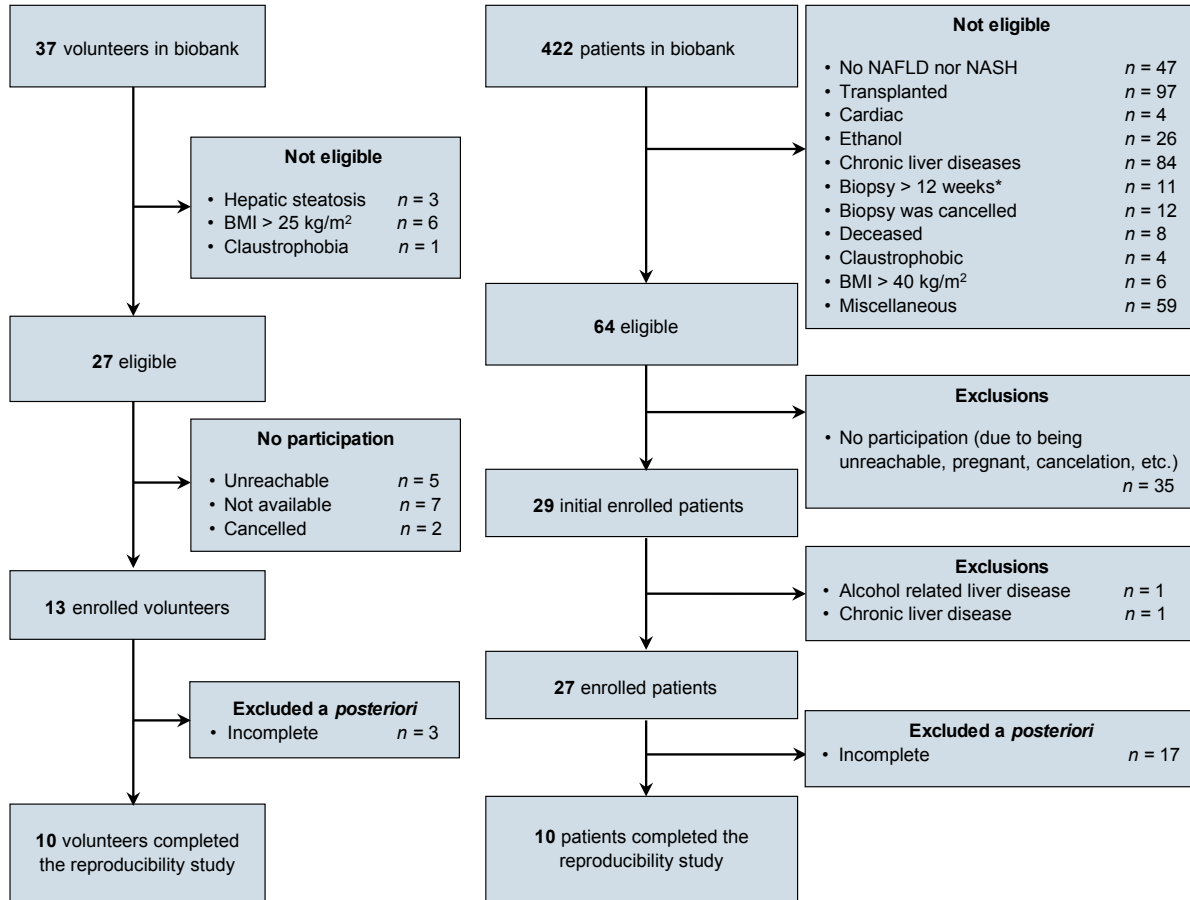 37 volunteers in biobank
Not eligible
• Hepatic steatosis n = 3
• BMI > 25 kg/m² n = 6
• Claustrophobia n = 1
27 eligible
No participation
• Unreachable n = 5
• Not available n = 7
• Cancelled n = 2
13 enrolled volunteers
Excluded a posteriori
• Incomplete n = 3
10 volunteers completed
the reproducibility study
422 patients in biobank
Not eligible
• No NAFLD nor NASH n = 47
• Transplanted n = 97
• Cardiac n = 4
• Ethanol n = 26
• Chronic liver diseases n = 84
• Biopsy > 12 weeks* n = 11
• Biopsy was cancelled n = 12
• Deceased n = 8
• Claustrophobic n = 4
• BMI > 40 kg/m² n = 6
• Miscellaneous n = 59
64 eligible
Exclusions
• No participation (due to being
unreachable, pregnant, cancelation, etc.)
n = 35
29 initial enrolled patients
Exclusions
• Alcohol related liver disease n = 1
• Chronic liver disease n = 1
27 enrolled patients
Excluded a posteriori
• Incomplete n = 17
10 patients completed the
reproducibility study